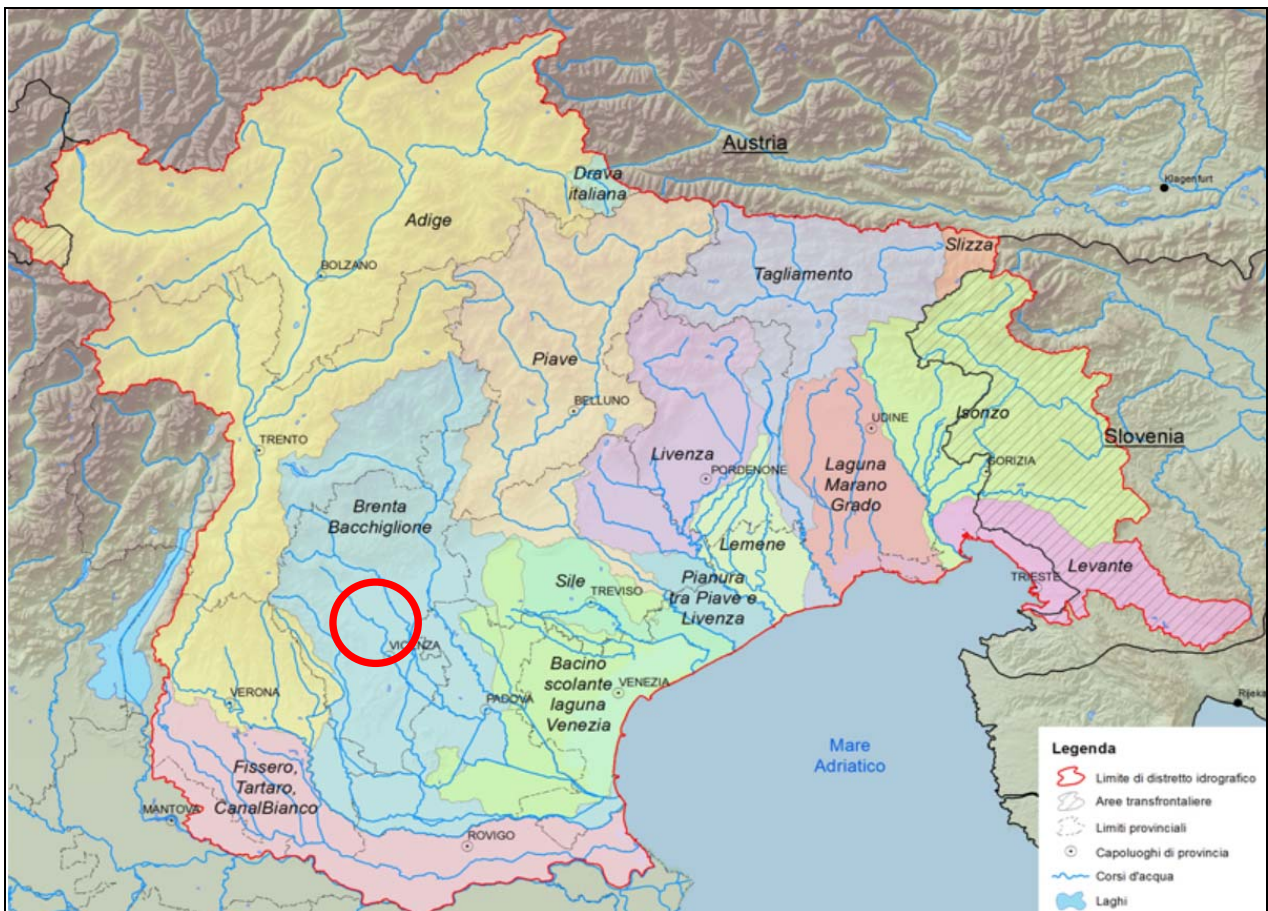 Austria
Klagenfurt
Drava
italiana
Adige
Slizza
BOLZANO
Tagliamento
Piave
BELLUNO
UDINE
Isonzo
Slovenia
TRENTO
Livenza
PORDENONE
Laguna
Marano
Grado
GORIZIA
Brenta
Bacchiglione
Lemene
Levante
TRIESTE
Sile
TREVISO
Pianura
tra Piave e
Livenza
VICENZA
Bacino
scolante
laguna
Venezia
VENEZIA
VERONA
PADOVA
Rijeka
Mare
Adriatico
Fissero,
Tartaro,
CanalBianco
MANTOVA
ROVIGO
Legenda
Limite di distretto idrografico
Aree transfrontaliere
Limiti provinciali
Capoluoghi di provincia
Corsi d'acqua
Laghi